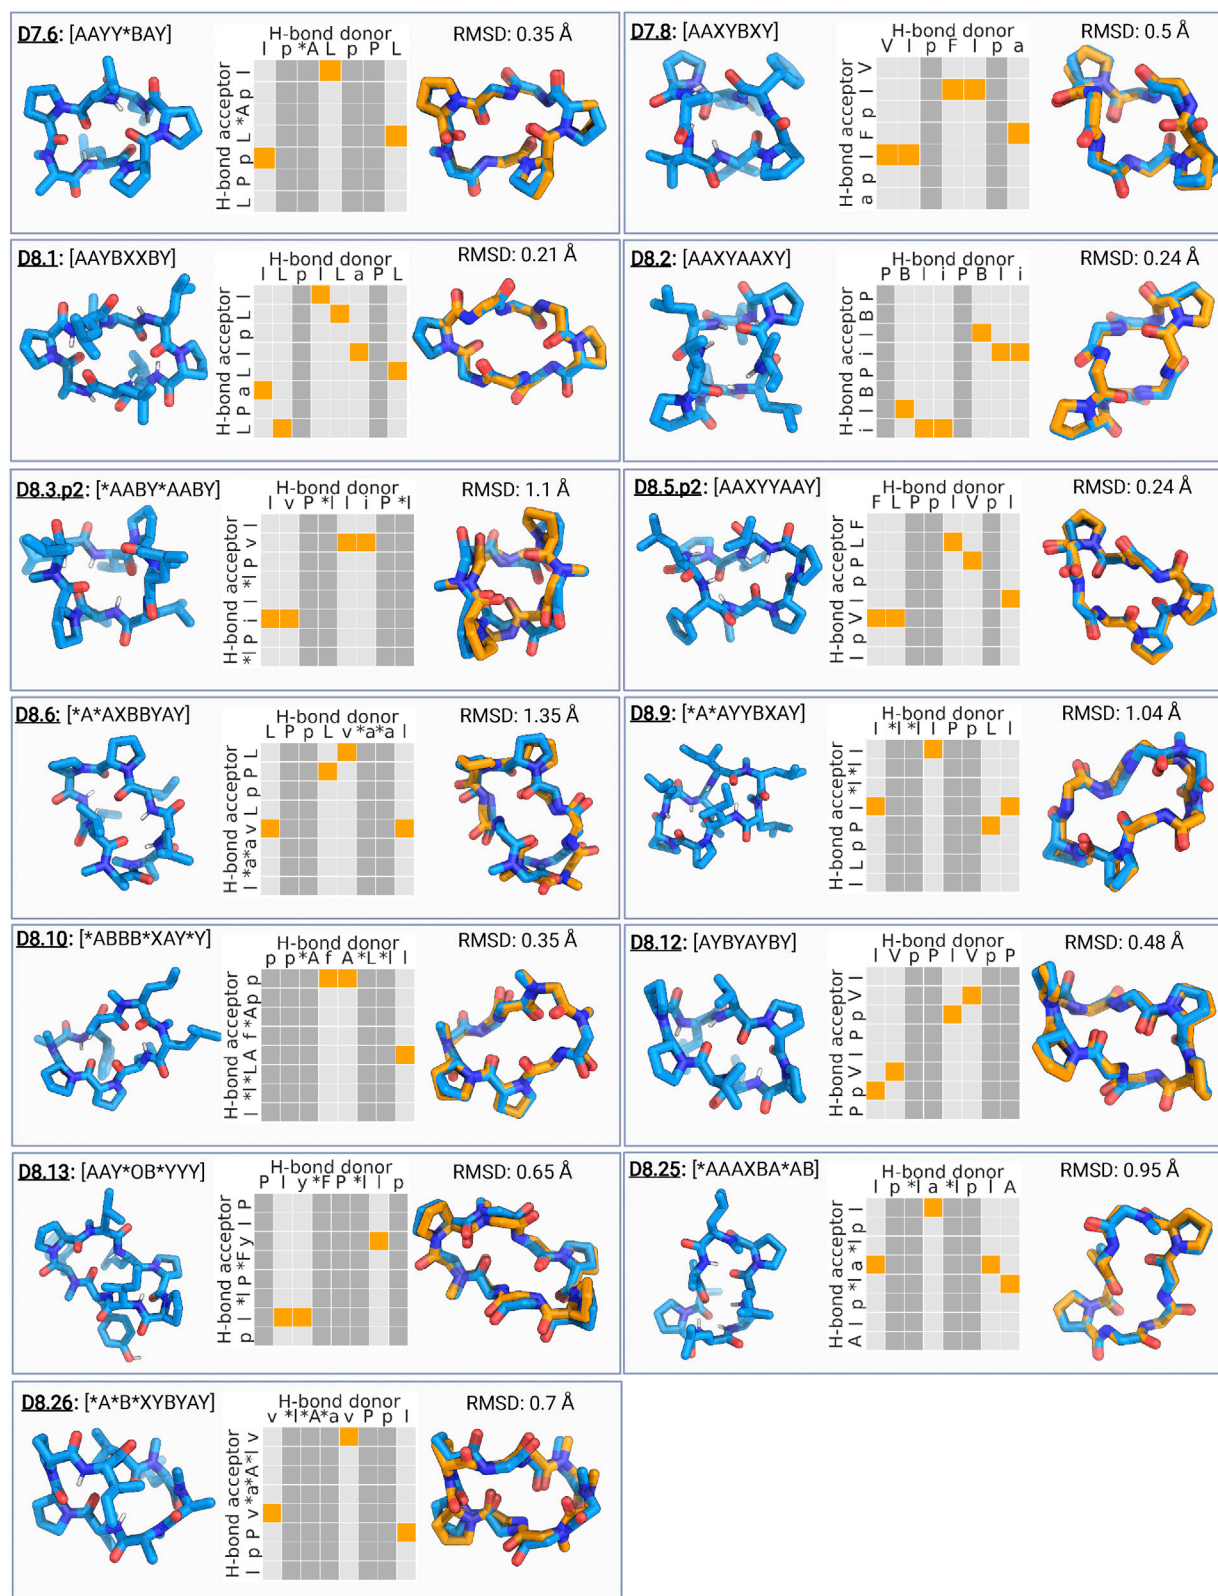 D7.6: [AAYY*BAY]
H-bond donor
I p *A L p P L
H-bond acceptor
L P p L *A p I
RMSD: 0.35 Å
D7.8: [AAXYBXY]
H-bond donor
V I p F I p a
H-bond acceptor
a p I F p I V
RMSD: 0.5 Å
D8.1: [AAYBXXBY]
H-bond donor
I L p I L a P L
H-bond acceptor
L P a L I p L I
RMSD: 0.21 Å
D8.2: [AAXYAAXY]
H-bond donor
P B I i P B I i
H-bond acceptor
i I B P i I B P
RMSD: 0.24 Å
D8.3.p2: [*AABY*AABY]
H-bond donor
I v P *I I i P *I
H-bond acceptor
*I P i I *I P v I
RMSD: 1.1 Å
D8.5.p2: [AAXYYAAY]
H-bond donor
F L P p I V p I
H-bond acceptor
I p V I p P L F
RMSD: 0.24 Å
D8.6: [*A*AXBBYAY]
H-bond donor
L P p L v *a*a I
H-bond acceptor
I *a*a v L p P L
RMSD: 1.35 Å
D8.9: [*A*AYYBXAY]
H-bond donor
I *I *I I P p L I
H-bond acceptor
I L p P I *I*I I
RMSD: 1.04 Å
D8.10: [*ABBB*XAY*Y]
H-bond donor
p p *A f A *L *I I
H-bond acceptor
I *I*L A f *A p p
RMSD: 0.35 Å
D8.12: [AYBYAYBY]
H-bond donor
I V p P I V p P
H-bond acceptor
P p V I P p V I
RMSD: 0.48 Å
D8.13: [AAY*OB*YYY]
H-bond donor
P I y *F P *I I p
H-bond acceptor
p I *I P *F y I P
RMSD: 0.65 Å
D8.25: [*AAAXBA*AB]
H-bond donor
I p *I a *I p I A
H-bond acceptor
A I p *I a *I p I
RMSD: 0.95 Å
D8.26: [*A*B*XYBYAY]
H-bond donor
v *I*A*a v P p I
H-bond acceptor
I p P v *a*A*I v
RMSD: 0.7 Å